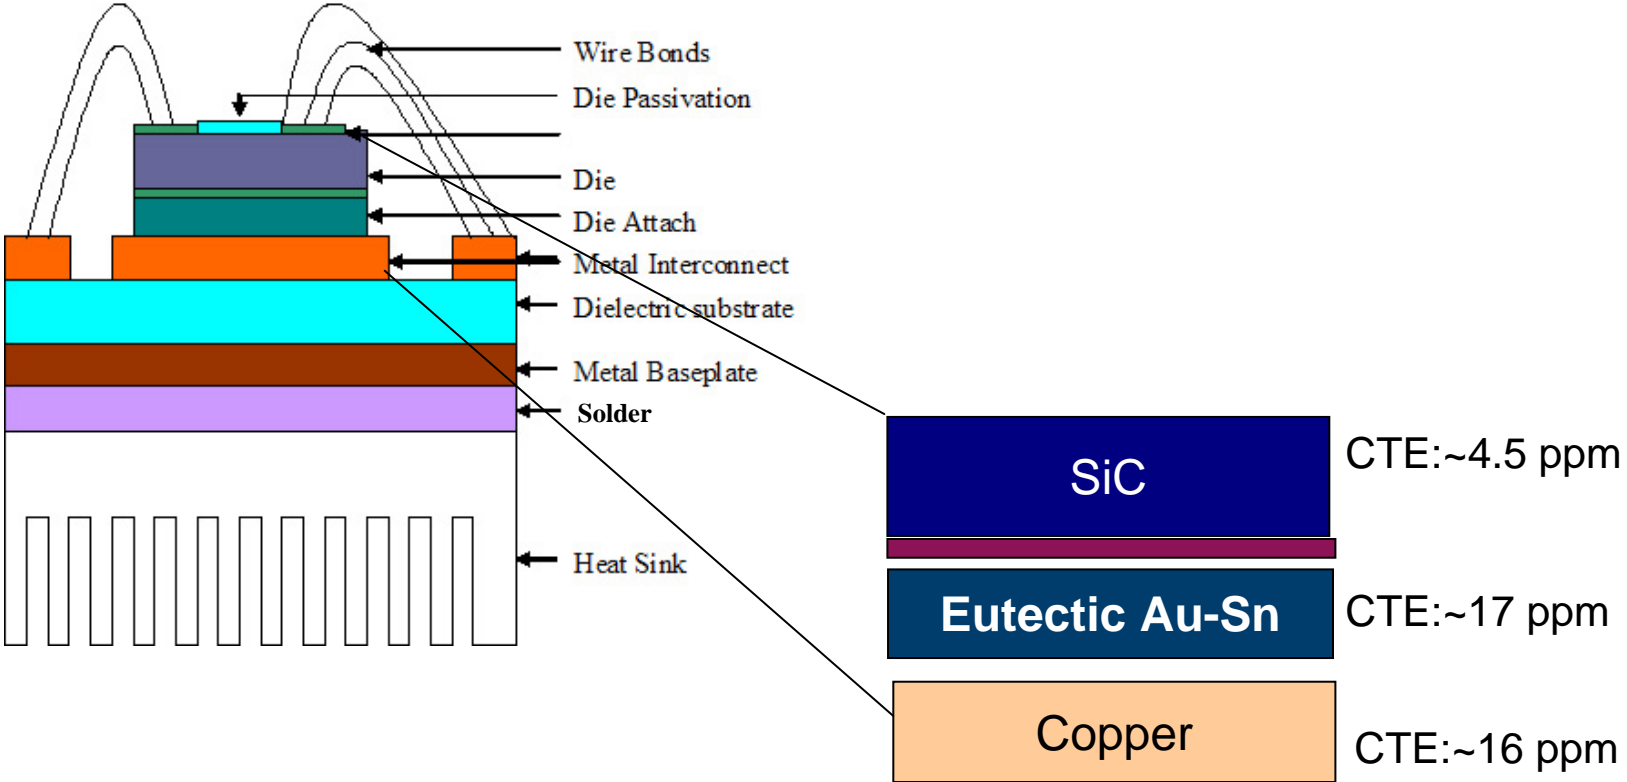 Wire Bonds
Die Passivation
Die
Die Attach
Metal Interconnect
Dielectric substrate
Metal Baseplate
Solder
Heat Sink
SiC
CTE:~4.5 ppm
Eutectic Au-Sn
CTE:~17 ppm
Copper
CTE:~16 ppm